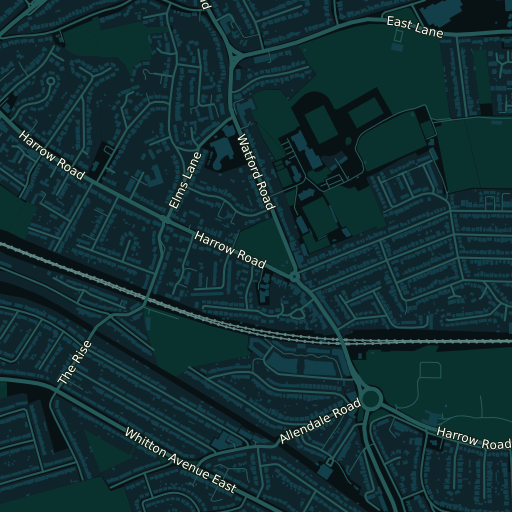 East Lane
Harrow Road
Watford Road
Elms Lane
Harrow Road
The Rise
Allendale Road
Harrow Road
Whitton Avenue East